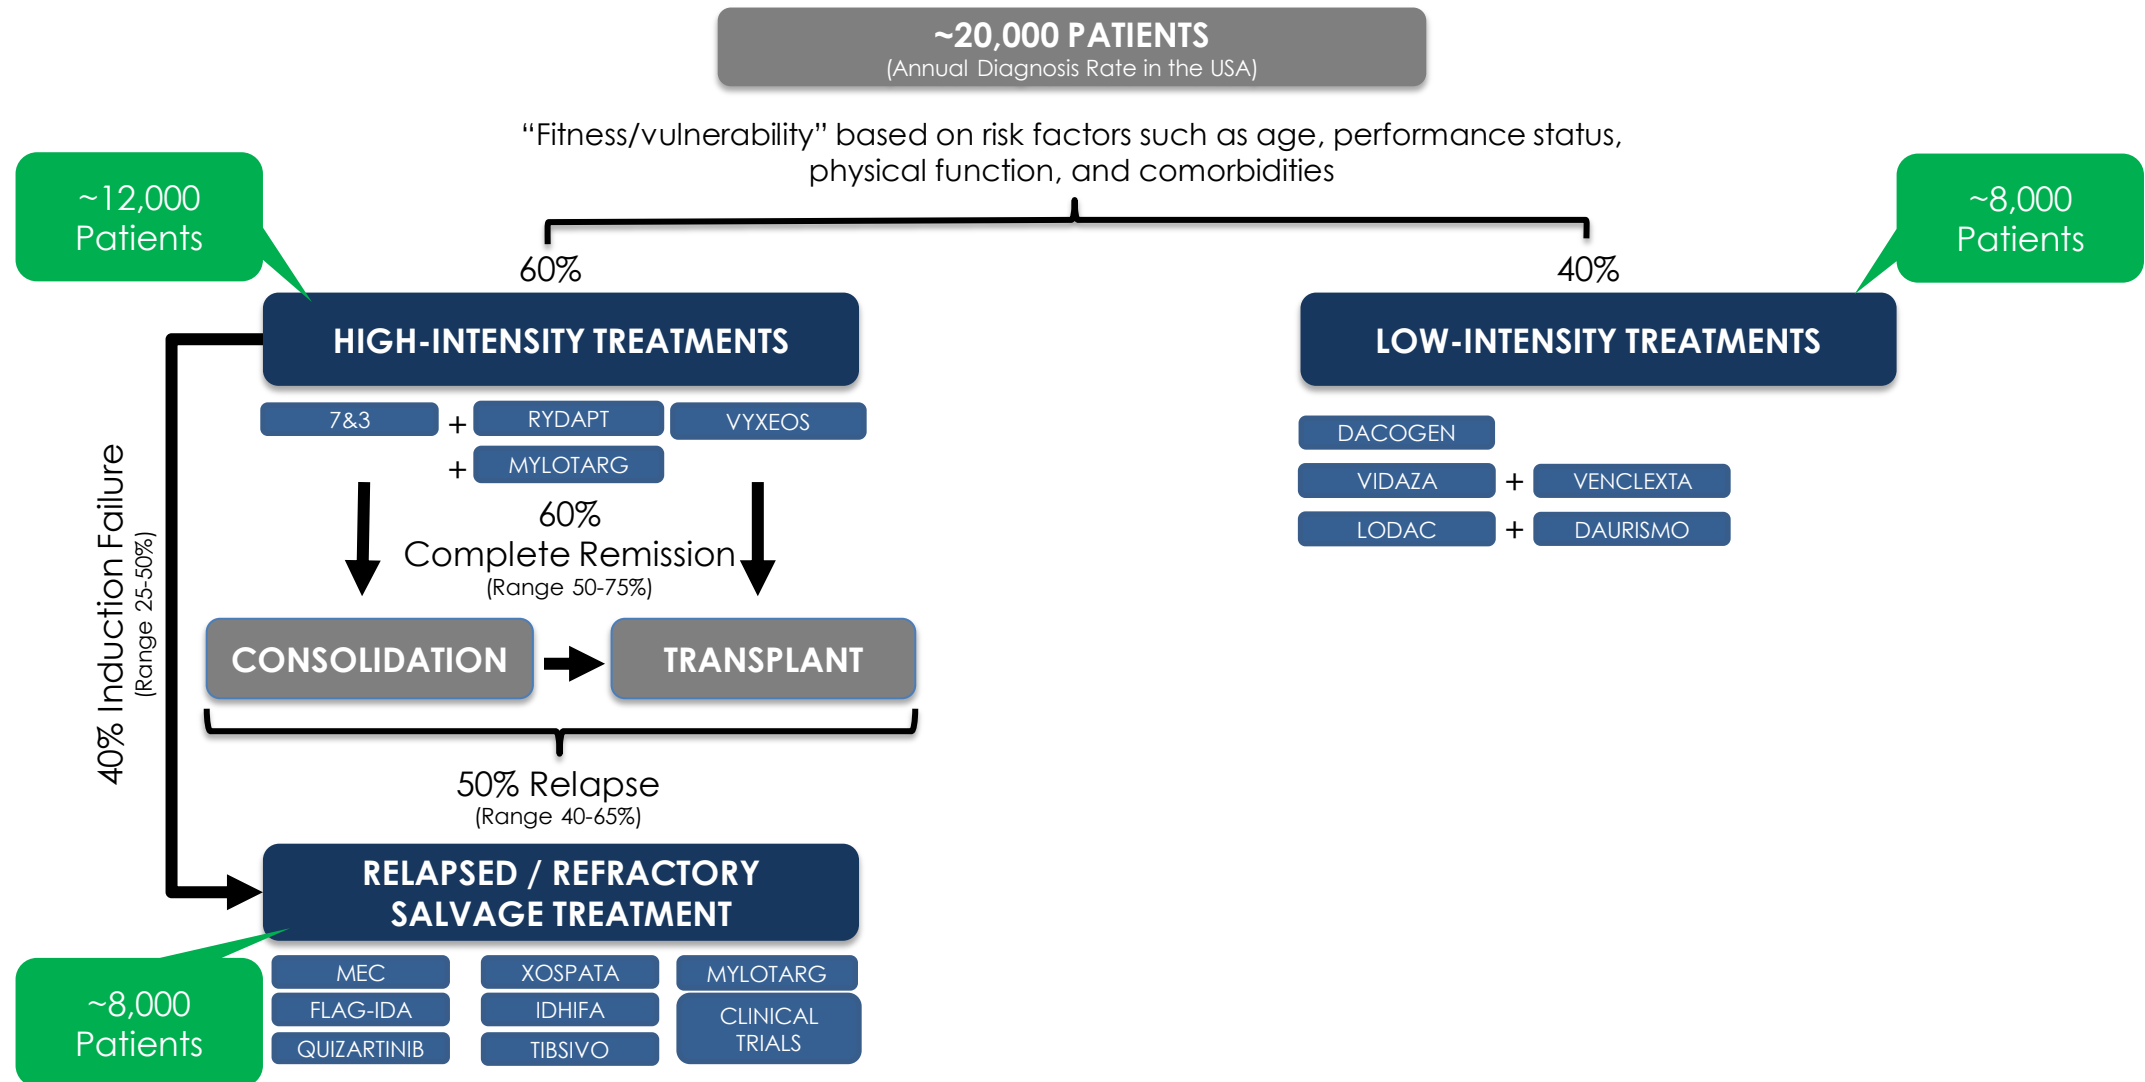 ~20,000 PATIENTS
(Annual Diagnosis Rate in the USA)
“Fitness/vulnerability” based on risk factors such as age, performance status,
physical function, and comorbidities
~12,000
Patients
~8,000
Patients
60%
40%
HIGH-INTENSITY TREATMENTS
LOW-INTENSITY TREATMENTS
7&3 + RYDAPT VYXEOS
+ MYLOTARG
DACOGEN
VIDAZA + VENCLEXTA
LODAC + DAURISMO
40% Induction Failure
(Range 25-50%)
60%
Complete Remission
(Range 50-75%)
CONSOLIDATION
TRANSPLANT
50% Relapse
(Range 40-65%)
RELAPSED / REFRACTORY
SALVAGE TREATMENT
~8,000
Patients
MEC
FLAG-IDA
QUIZARTINIB
XOSPATA
IDHIFA
TIBSIVO
MYLOTARG
CLINICAL
TRIALS